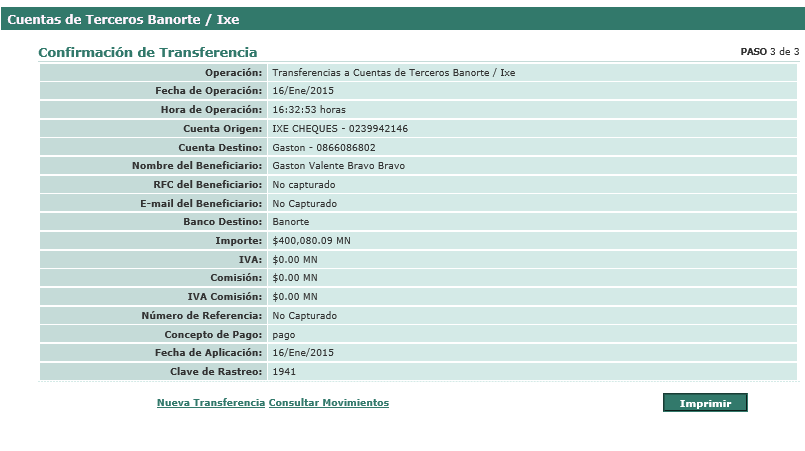 Cuentas de Terceros Banorte / Ixe
Confirmación de Transferencia PASO 3 de 3
Operación: Transferencias a Cuentas de Terceros Banorte / Ixe
Fecha de Operación: 16/Ene/2015
Hora de Operación: 16:32:53 horas
Cuenta Origen: IXE CHEQUES - 0239942146
Cuenta Destino: Gaston - 0866086802
Nombre del Beneficiario: Gaston Valente Bravo Bravo
RFC del Beneficiario: No capturado
E-mail del Beneficiario: No Capturado
Banco Destino: Banorte
Importe: $400,080.09 MN
IVA: $0.00 MN
Comisión: $0.00 MN
IVA Comisión: $0.00 MN
Número de Referencia: No Capturado
Concepto de Pago: pago
Fecha de Aplicación: 16/Ene/2015
Clave de Rastreo: 1941
Nueva Transferencia Consultar Movimientos Imprimir